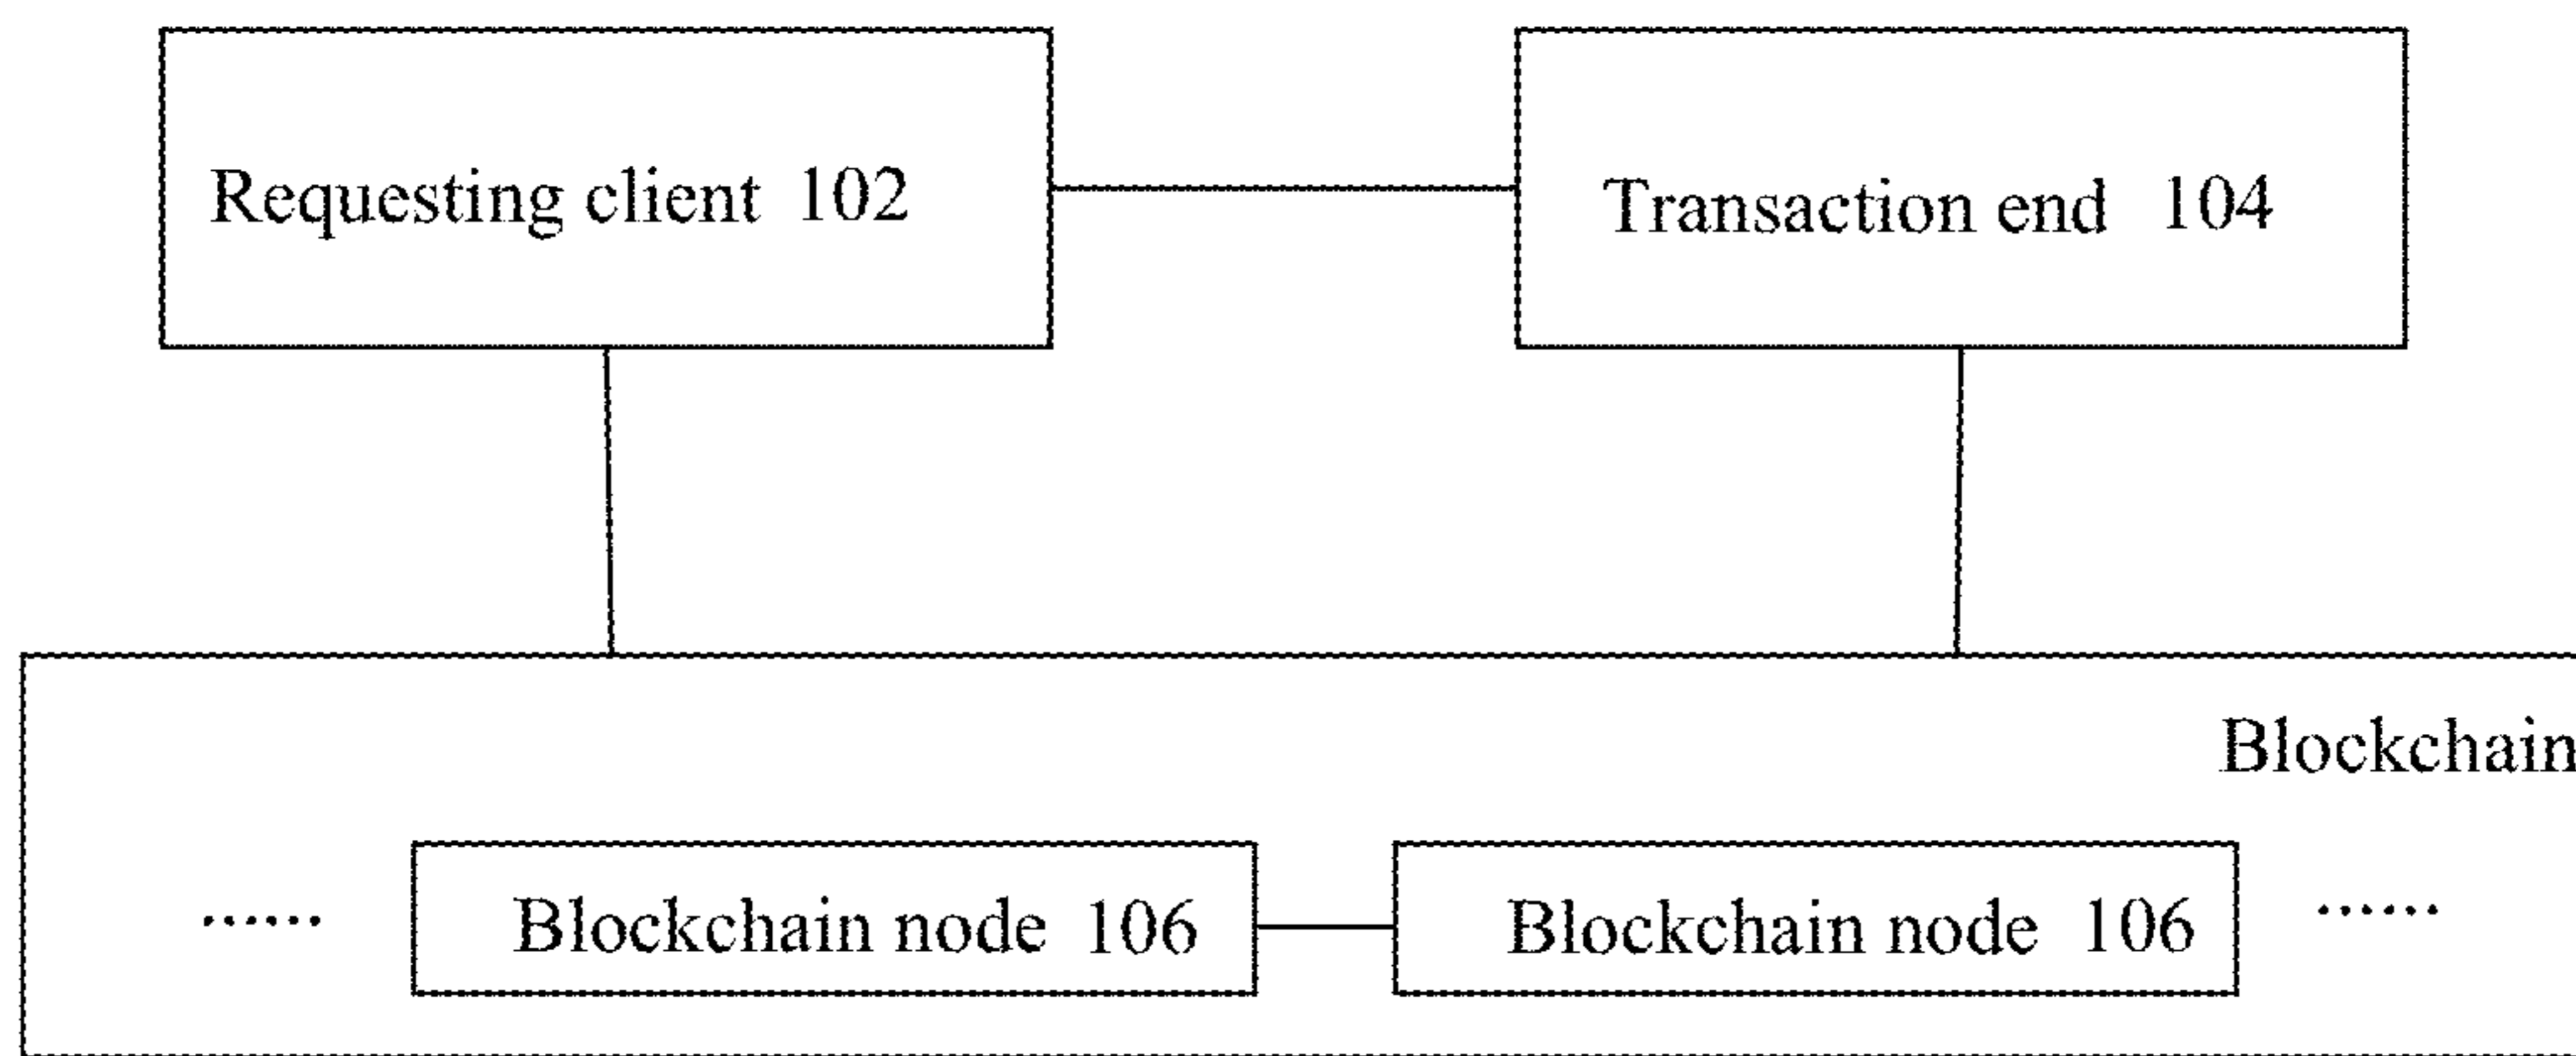 Requesting client 102
Transaction end 104
Blockchain
...... Blockchain node 106 Blockchain node 106 ......